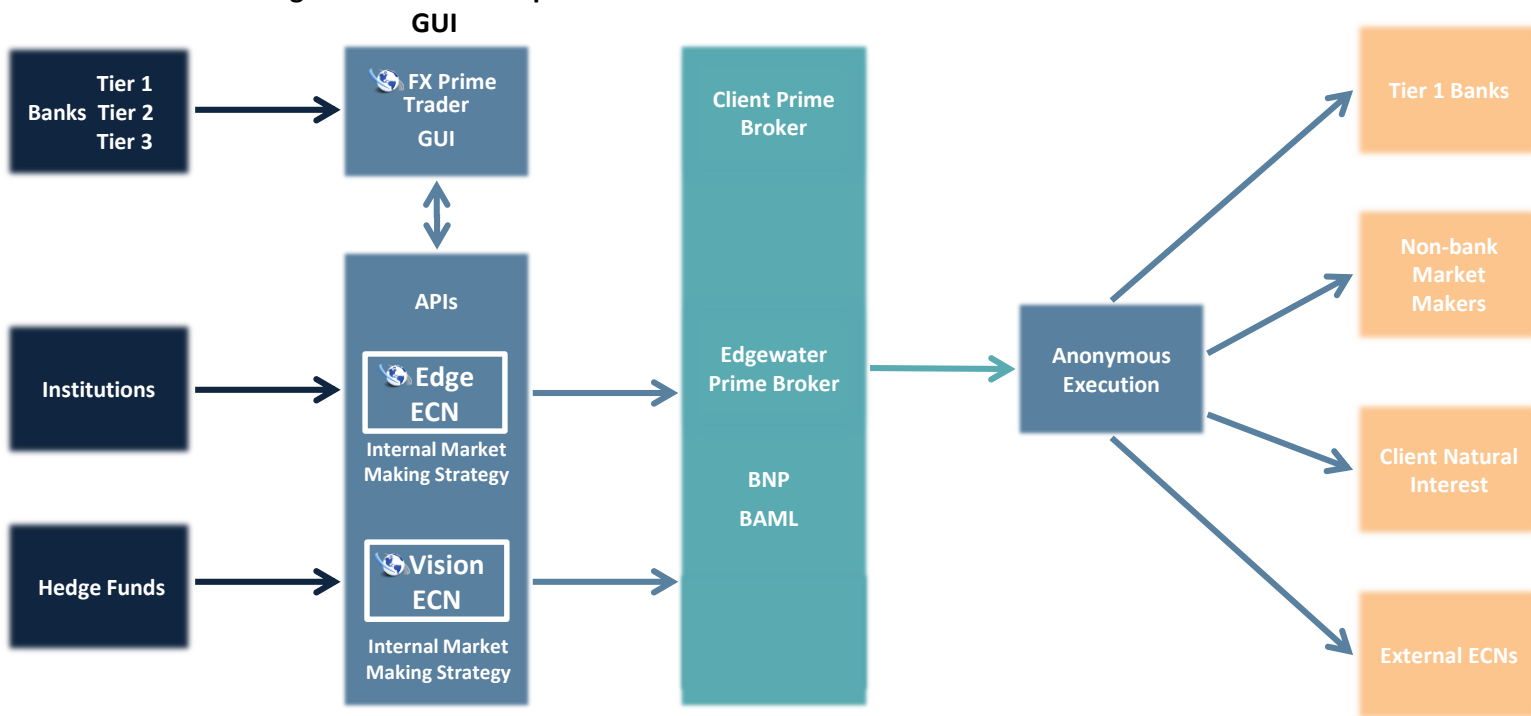 GUI
Tier 1
Banks Tier 2
Tier 3
FX Prime
Trader
GUI
Client Prime
Broker
Tier 1 Banks
Non-bank
Market
Makers
APIs
Institutions
Edge
ECN
Internal Market
Making Strategy
Edgewater
Prime Broker
Anonymous
Execution
BNP
BAML
Client Natural
Interest
Hedge Funds
Vision
ECN
Internal Market
Making Strategy
External ECNs